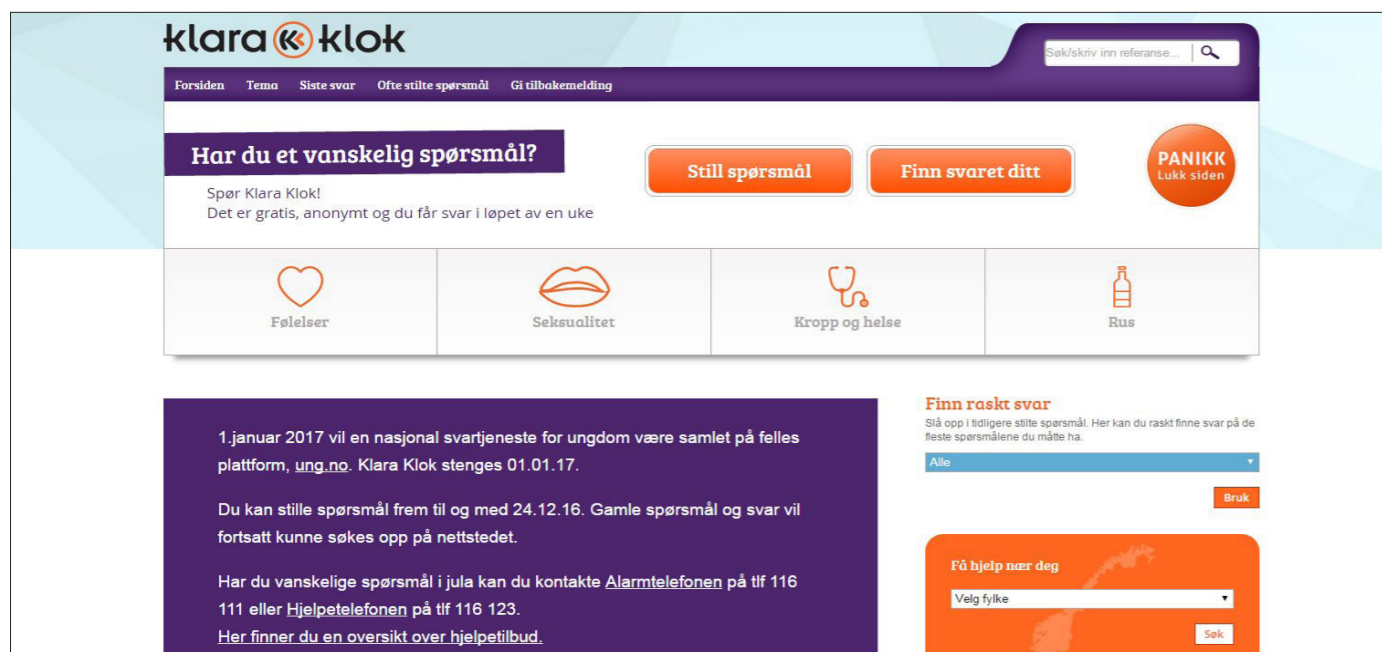 klara klok
Søk/skriv inn referanse...
Forsiden Tema Siste svar Ofte stilte spørsmål Gi tilbakemelding
Har du et vanskelig spørsmål?
Spør Klara Klok!
Det er gratis, anonymt og du får svar i løpet av en uke
Still spørsmål
Finn svaret ditt
PANIKK
Lukk siden
Følelser
Seksualitet
Kropp og helse
Rus
1.januar 2017 vil en nasjonal svartjeneste for ungdom være samlet på felles
plattform, ung.no. Klara Klok stenges 01.01.17.
Du kan stille spørsmål frem til og med 24.12.16. Gamle spørsmål og svar vil
fortsatt kunne søkes opp på nettstedet.
Har du vanskelige spørsmål i jula kan du kontakte Alarmtelefonen på tlf 116
111 eller Hjelpetelefonen på tlf 116 123.
Her finner du en oversikt over hjelpetilbud.
Finn raskt svar
Slå opp i tidligere stilte spørsmål. Her kan du raskt finne svar på de
fleste spørsmålene du måtte ha.
Alle
Bruk
Få hjelp nær deg
Velg fylke
Søk